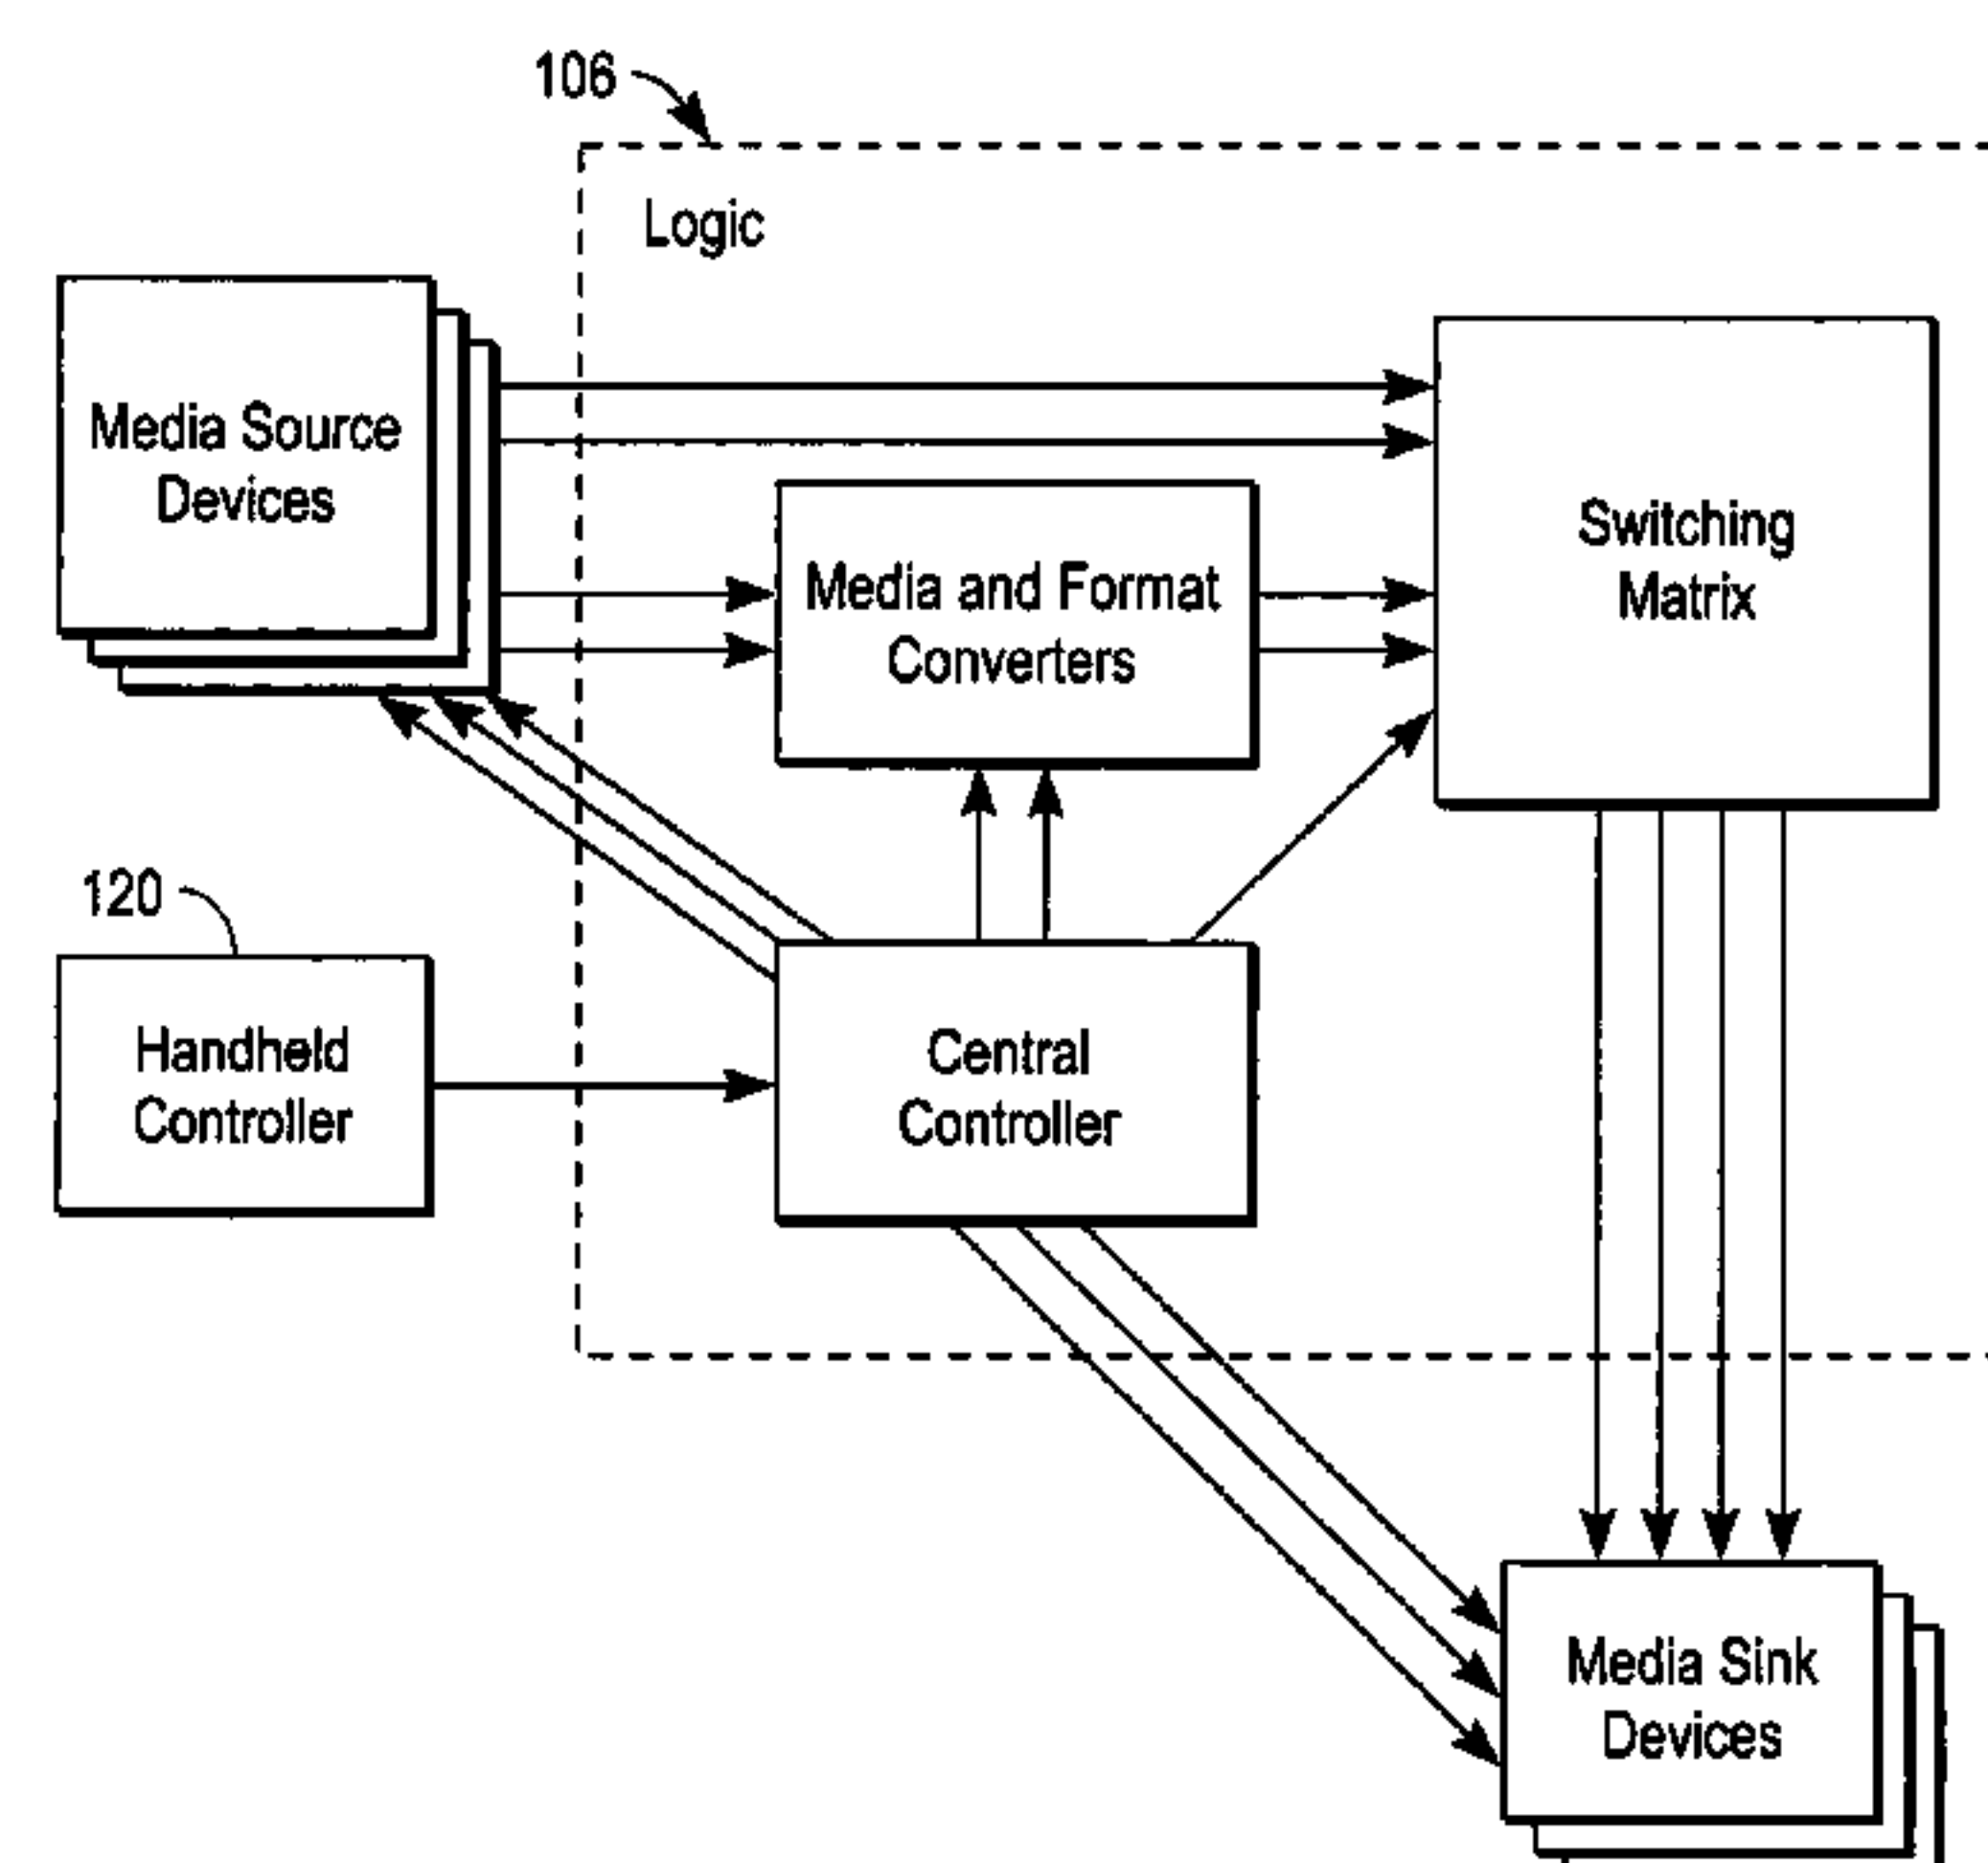 106
Logic
Media Source
Devices
Switching
Matrix
Media and Format
Converters
120
Handheld
Controller
Central
Controller
Media Sink
Devices